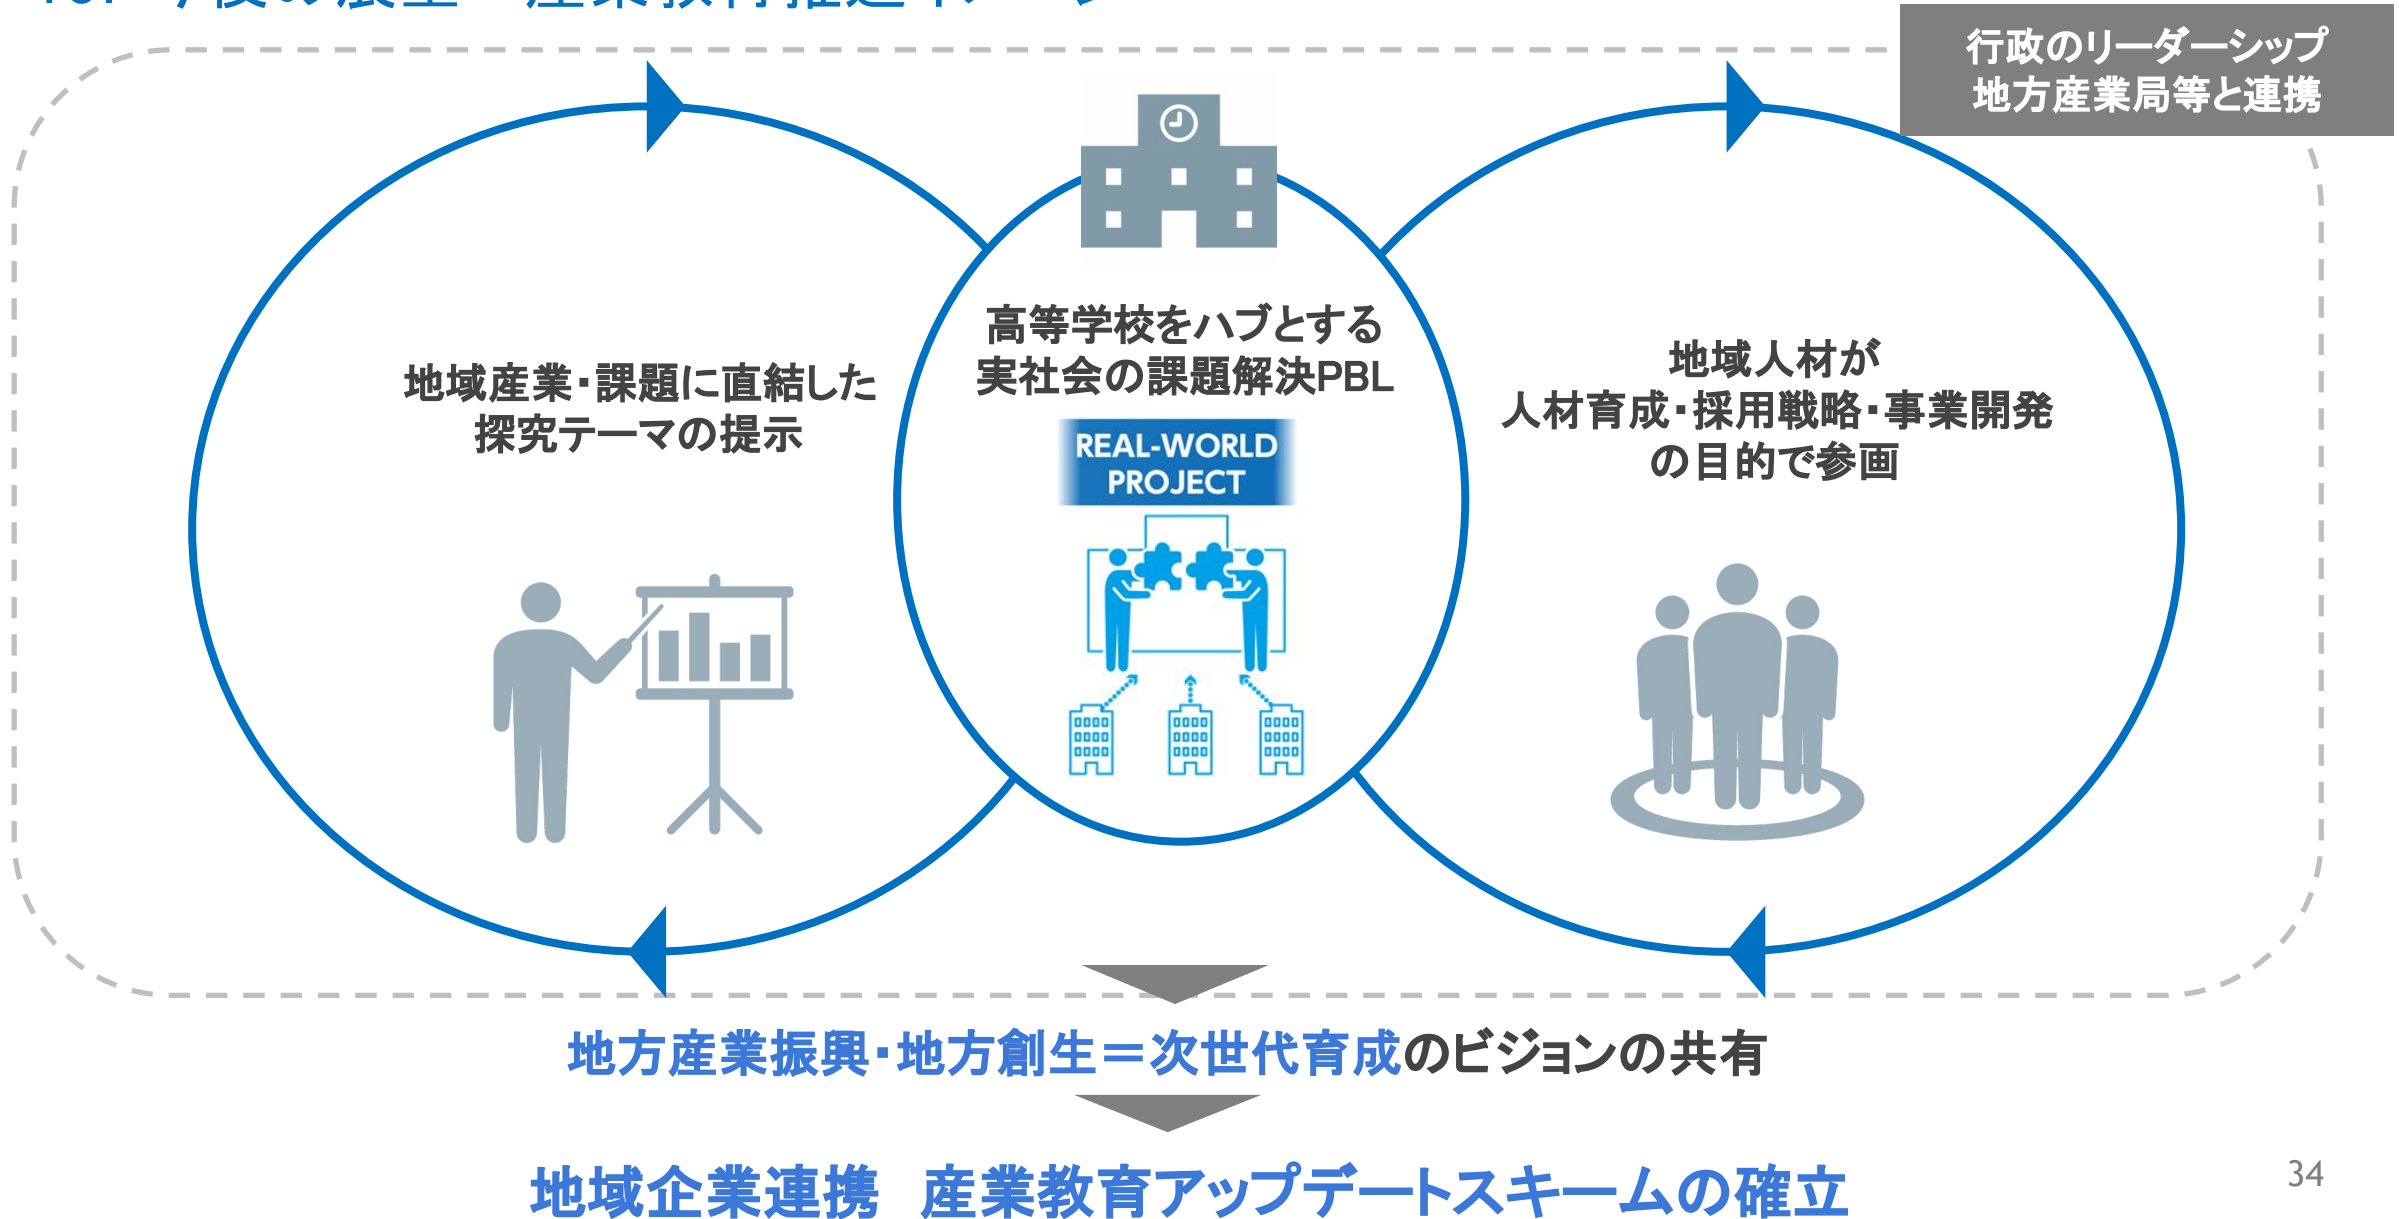 行政のリーダーシップ
地方産業局等と連携
高等学校をハブとする
実社会の課題解決PBL
地域産業・課題に直結した
探究テーマの提示
地域人材が
人材育成・採用戦略・事業開発
の目的で参画
REAL-WORLD
PROJECT
地方産業振興・地方創生＝次世代育成のビジョンの共有
地域企業連携　産業教育アップデートスキームの確立
34